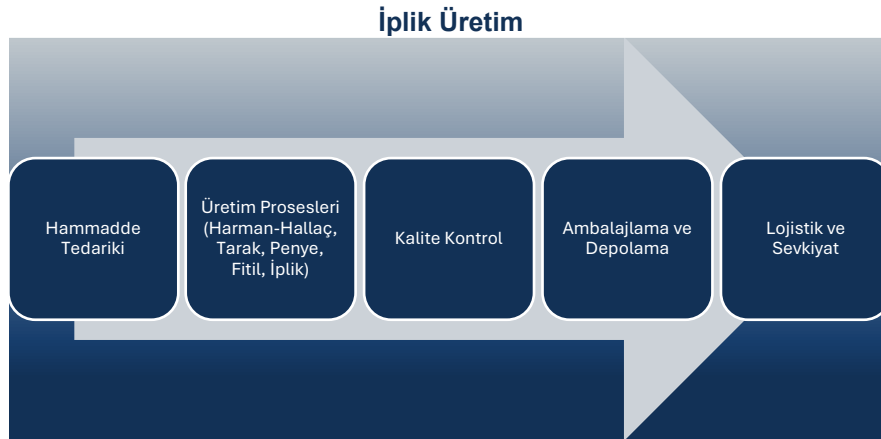 İplik Üretim
Hammadde
Tedariki
Üretim Prosesleri
(Harman-Hallaç,
Tarak, Penye,
Fitil, İplik)
Kalite Kontrol
Ambalajlama ve
Depolama
Lojistik ve
Sevkiyat